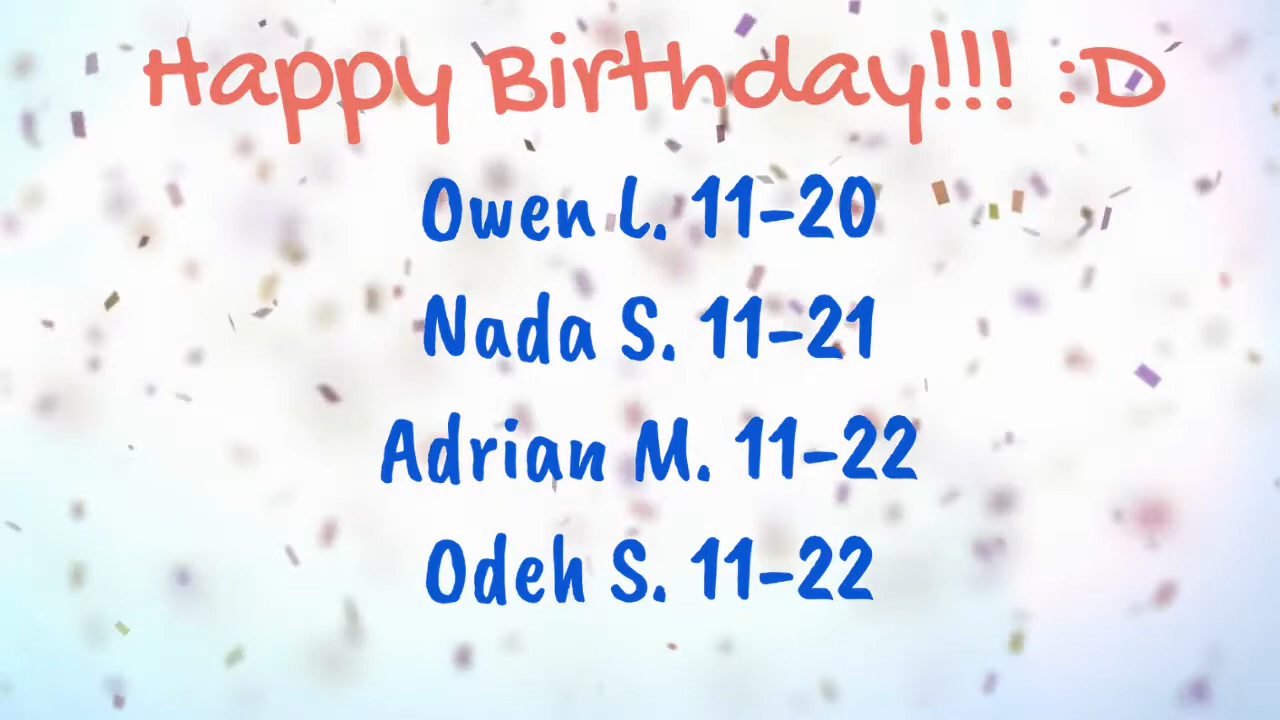 Happy Birthday!!! :D
Owen L. 11-20
Nada S. 11-21
Adrian M. 11-22
Odeh S. 11-22